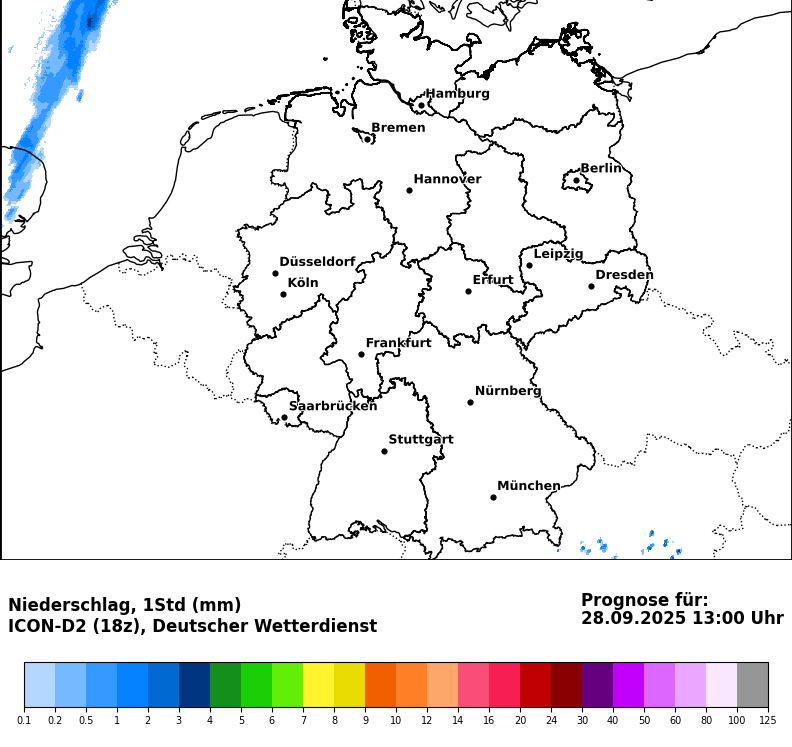 Hamburg
Bremen
Berlin
Hannover
Leipzig
Düsseldorf
Dresden
Köln
Erfurt
Frankfurt
Nürnberg
Saarbrücken
Stuttgart
München
Niederschlag, 1Std (mm)
ICON-D2 (18z), Deutscher Wetterdienst
Prognose für:
28.09.2025 13:00 Uhr
0.1 0.2 0.5 1 2 3 4 5 6 7 8 9 10 12 14 16 20 24 30 40 50 60 80 100 125